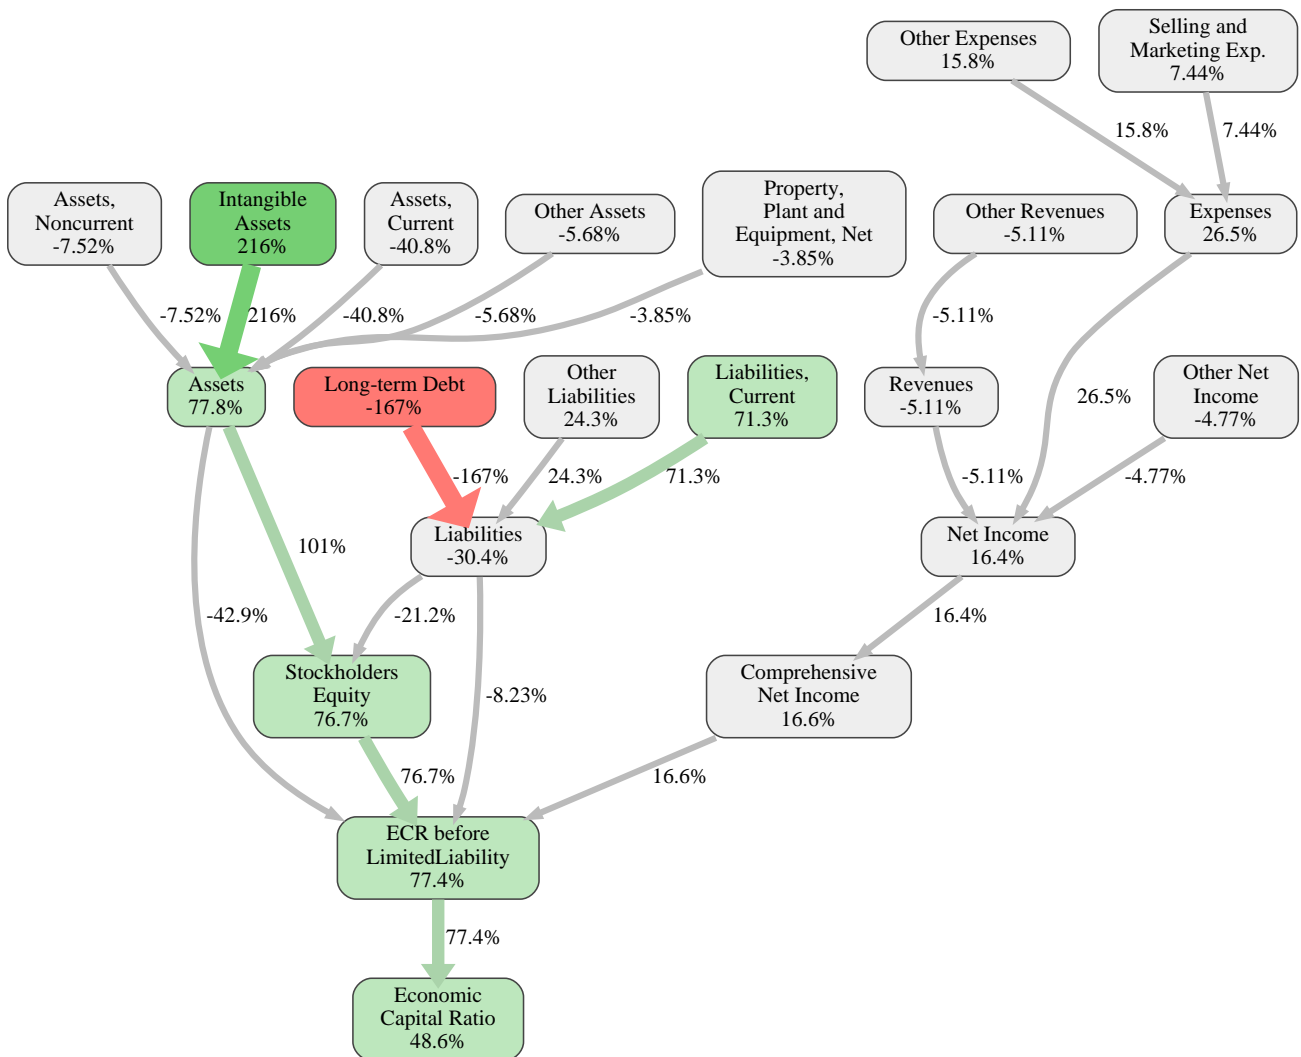 Other Expenses
15.8%
Selling and
Marketing Exp.
7.44%
15.8%
7.44%
Assets,
Noncurrent
-7.52%
Intangible
Assets
216%
Assets,
Current
-40.8%
Other Assets
-5.68%
Property,
Plant and
Equipment, Net
-3.85%
Other Revenues
-5.11%
Expenses
26.5%
-7.52%
216%
-40.8%
-5.68%
-3.85%
-5.11%
26.5%
Assets
77.8%
Long-term Debt
-167%
Other
Liabilities
24.3%
Liabilities,
Current
71.3%
Revenues
-5.11%
Other Net
Income
-4.77%
-167%
24.3%
71.3%
-5.11%
-4.77%
101%
Liabilities
-30.4%
Net Income
16.4%
-42.9%
-21.2%
-8.23%
16.4%
Stockholders
Equity
76.7%
Comprehensive
Net Income
16.6%
76.7%
16.6%
ECR before
LimitedLiability
77.4%
77.4%
Economic
Capital Ratio
48.6%